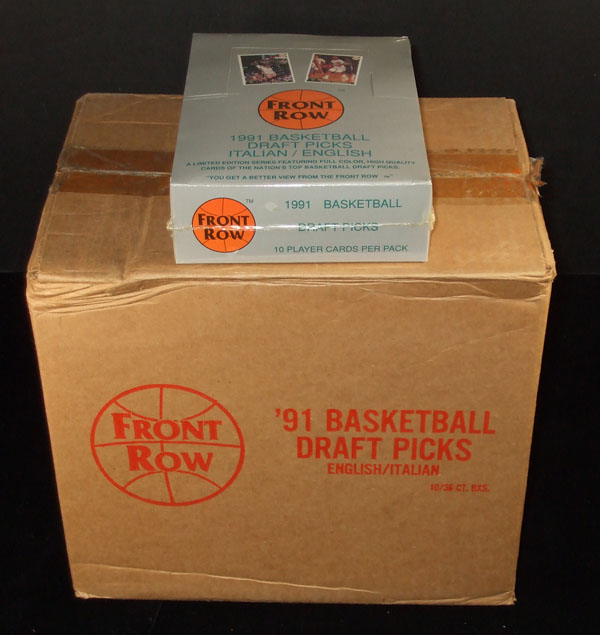 FRONT
ROW
1991 BASKETBALL
DRAFT PICKS
ITALIAN / ENGLISH
A LIMITED EDITION SERIES FEATURING FULL COLOR, HIGH QUALITY
CARDS OF THE NATION'S TOP BASKETBALL DRAFT PICKS.
"YOU GET A BETTER VIEW FROM THE FRONT ROW ™"
FRONT
ROW
TM
1991 BASKETBALL
DRAFT PICKS
10 PLAYER CARDS PER PACK
FRONT
ROW
'91 BASKETBALL
DRAFT PICKS
ENGLISH/ITALIAN
10/36 CT. BXS.